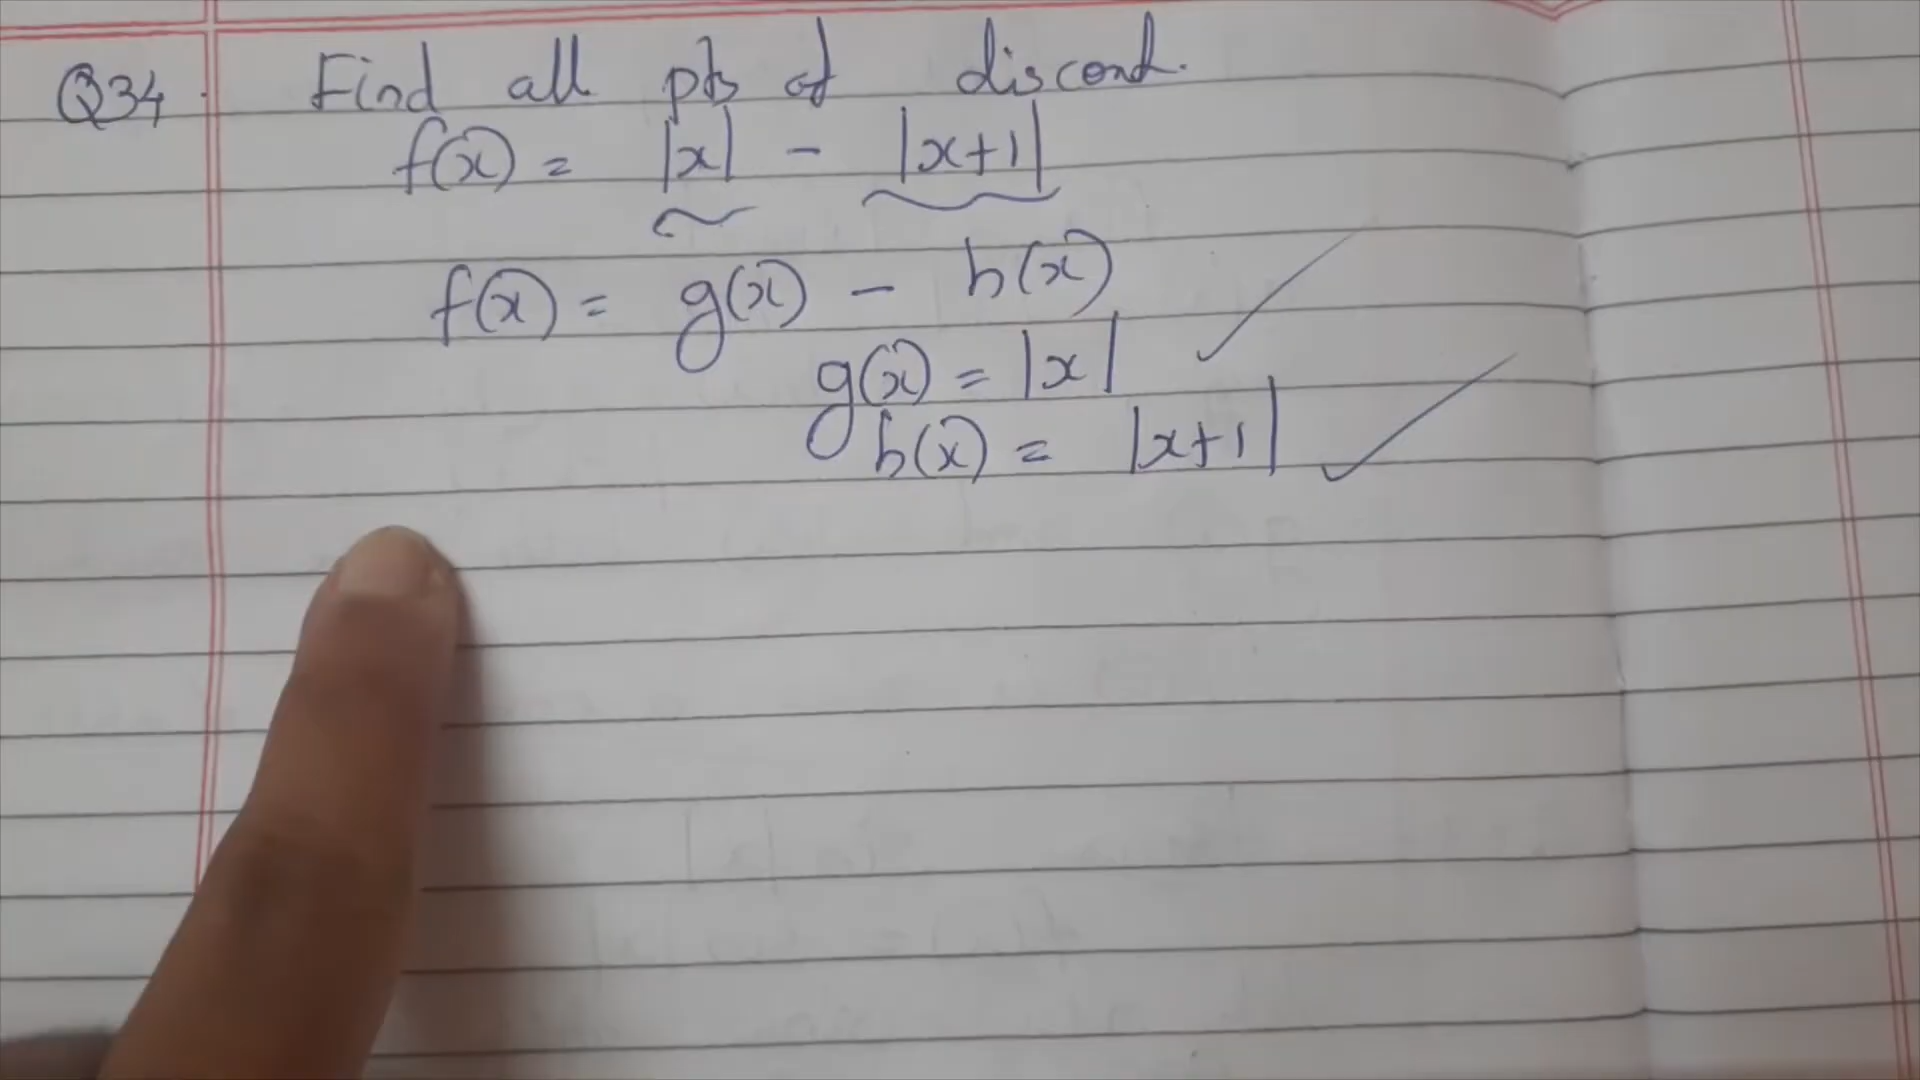 Q34. Find all pts of discont.
f(x) = |x| - |x+1|
f(x) = g(x) - h(x)
g(x) = |x|
h(x) = |x+1|